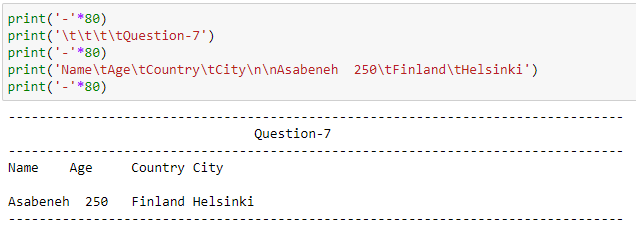 print('-'*80)
print('\t\t\t\tQuestion-7')
print('-'*80)
print('Name\tAge\tCountry\tCity\n\nAsabeneh  250\tFinland\tHelsinki')
print('-'*80)
--------------------------------------------------------------------------------
				Question-7
--------------------------------------------------------------------------------
Name	Age	Country	City
Asabeneh  250	Finland	Helsinki
--------------------------------------------------------------------------------